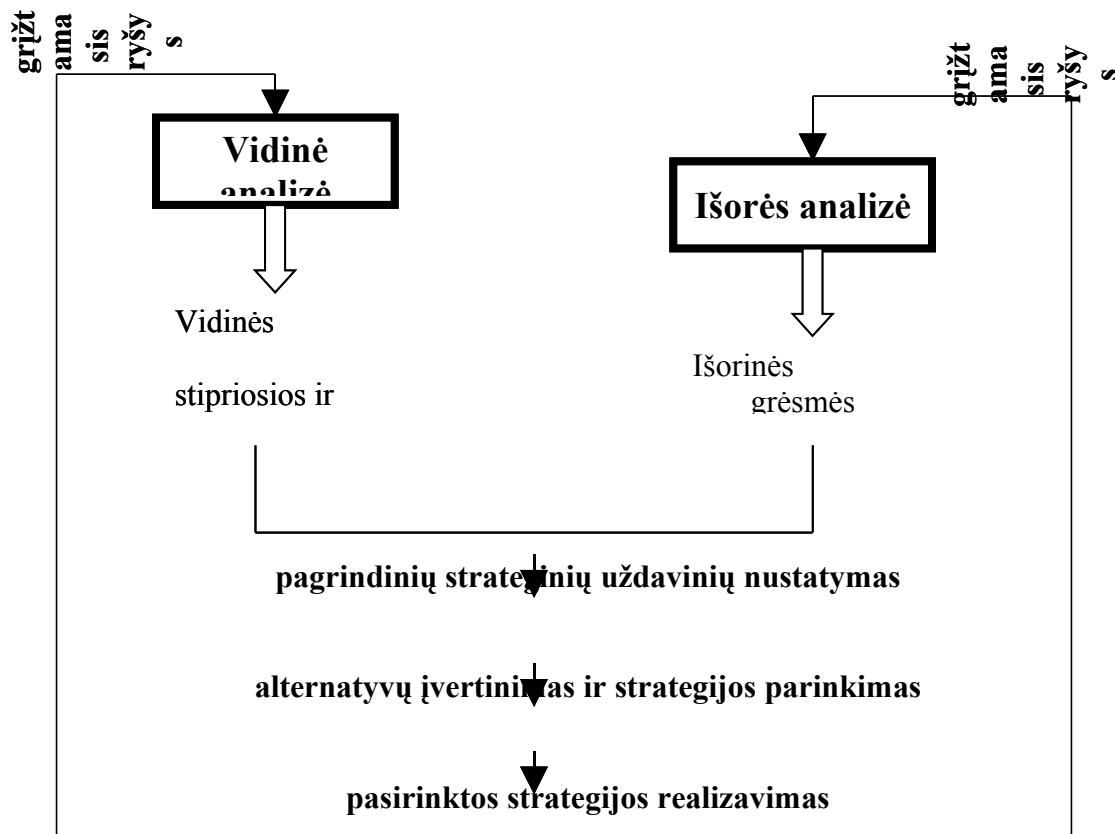 grįžt
ama
sis
ryšy
s
grįžt
ama
sis
ryšy
s
Vidinė
analizė
Išorės analizė
Vidinės
stipriosios ir
Išorinės
grėsmės
pagrindinių strateginių uždavinių nustatymas
alternatyvų įvertinimas ir strategijos parinkimas
pasirinktos strategijos realizavimas